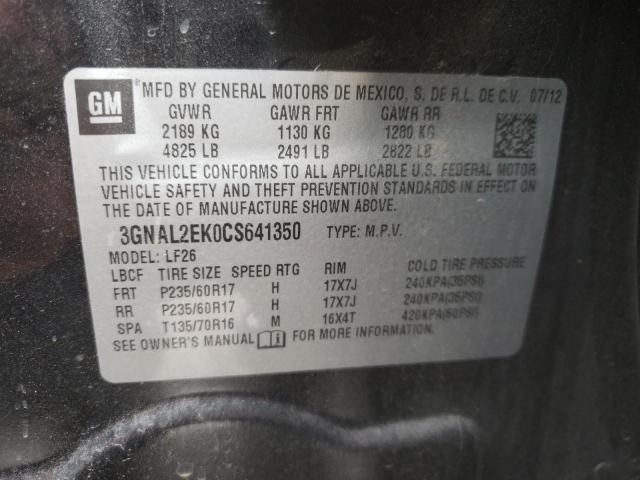 GM
MFD BY GENERAL MOTORS DE MEXICO, S. DE R.L. DE C.V. 07/12
GVWR GAWR FRT GAWR RR
2189 KG 1130 KG 1280 KG
4825 LB 2491 LB 2822 LB
THIS VEHICLE CONFORMS TO ALL APPLICABLE U.S. FEDERAL MOTOR
VEHICLE SAFETY AND THEFT PREVENTION STANDARDS IN EFFECT ON
THE DATE OF MANUFACTURE SHOWN ABOVE.
3GNAL2EK0CS641350 TYPE: M.P.V.
MODEL: LF26
LBCF TIRE SIZE SPEED RTG RIM COLD TIRE PRESSURE
FRT P235/60R17 H 17X7J 240KPA(35PSI)
RR P235/60R17 H 17X7J 240KPA(35PSI)
SPA T135/70R16 M 16X4T 420KPA(60PSI)
SEE OWNER'S MANUAL FOR MORE INFORMATION.